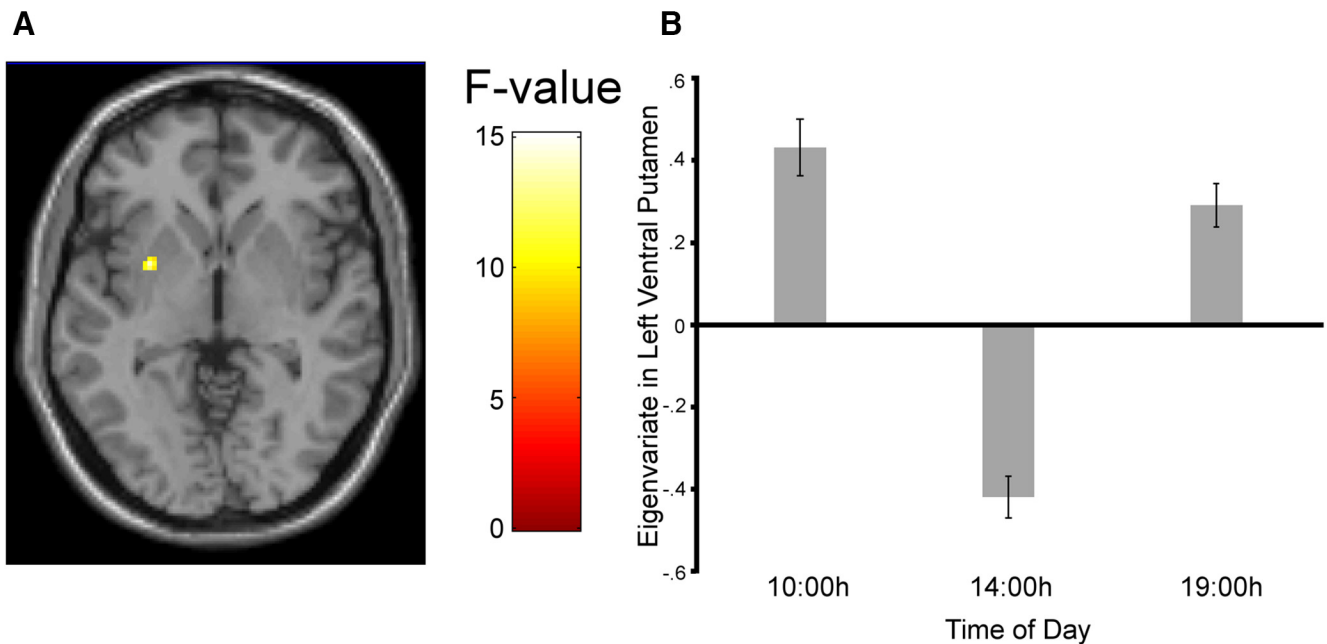 A
B
F-value
15
10
5
0
Eigenvariate in Left Ventral Putamen
.6
.4
.2
0
-.2
-.4
-.6
10:00h 14:00h 19:00h
Time of Day